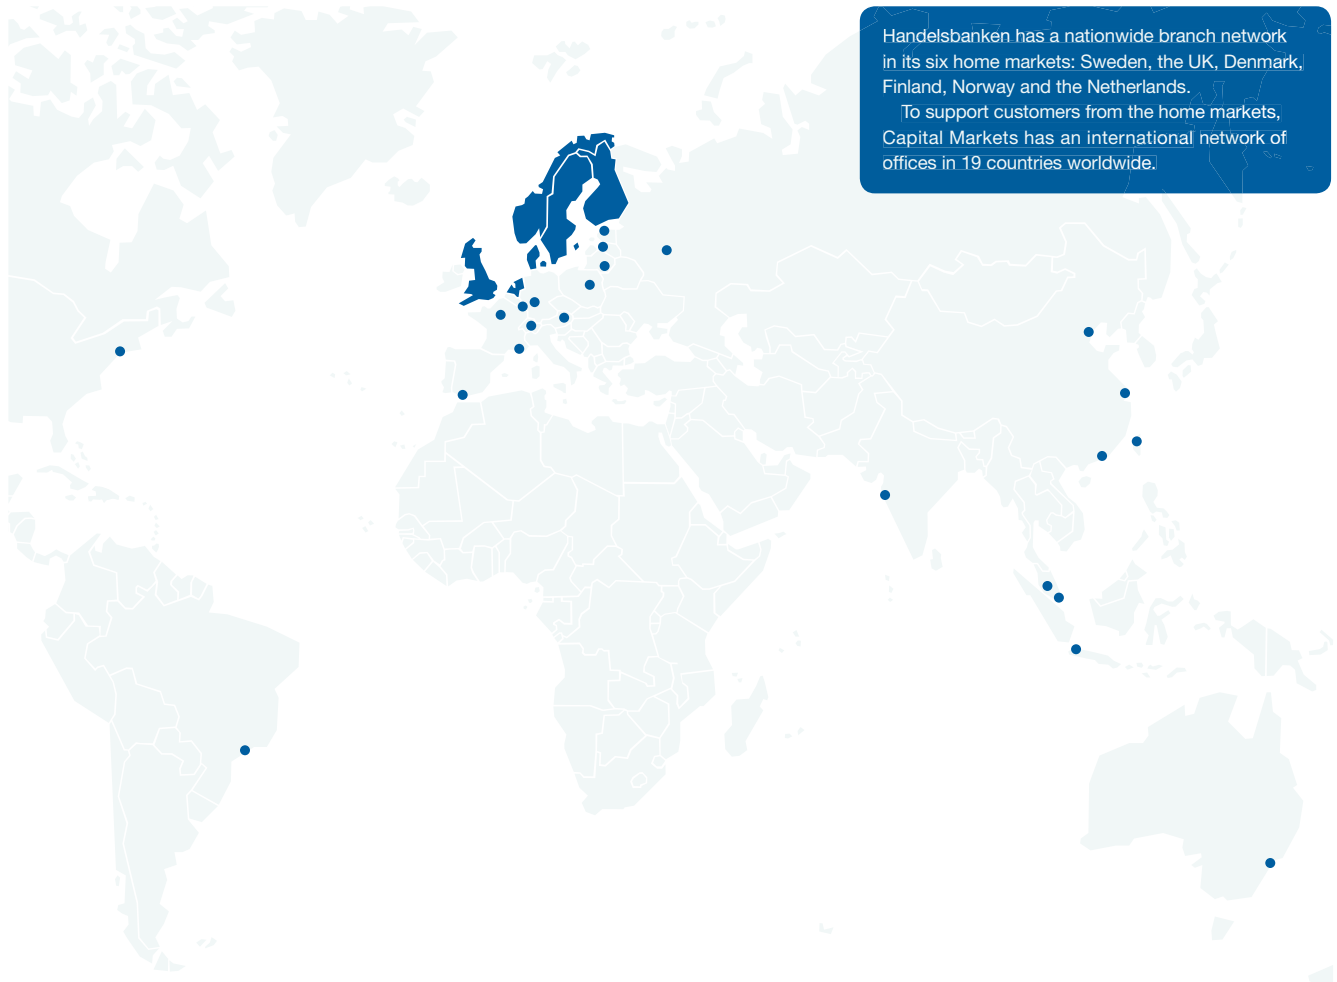 Handelsbanken has a nationwide branch network
in its six home markets: Sweden, the UK, Denmark,
Finland, Norway and the Netherlands.
To support customers from the home markets,
Capital Markets has an international network of
offices in 19 countries worldwide.